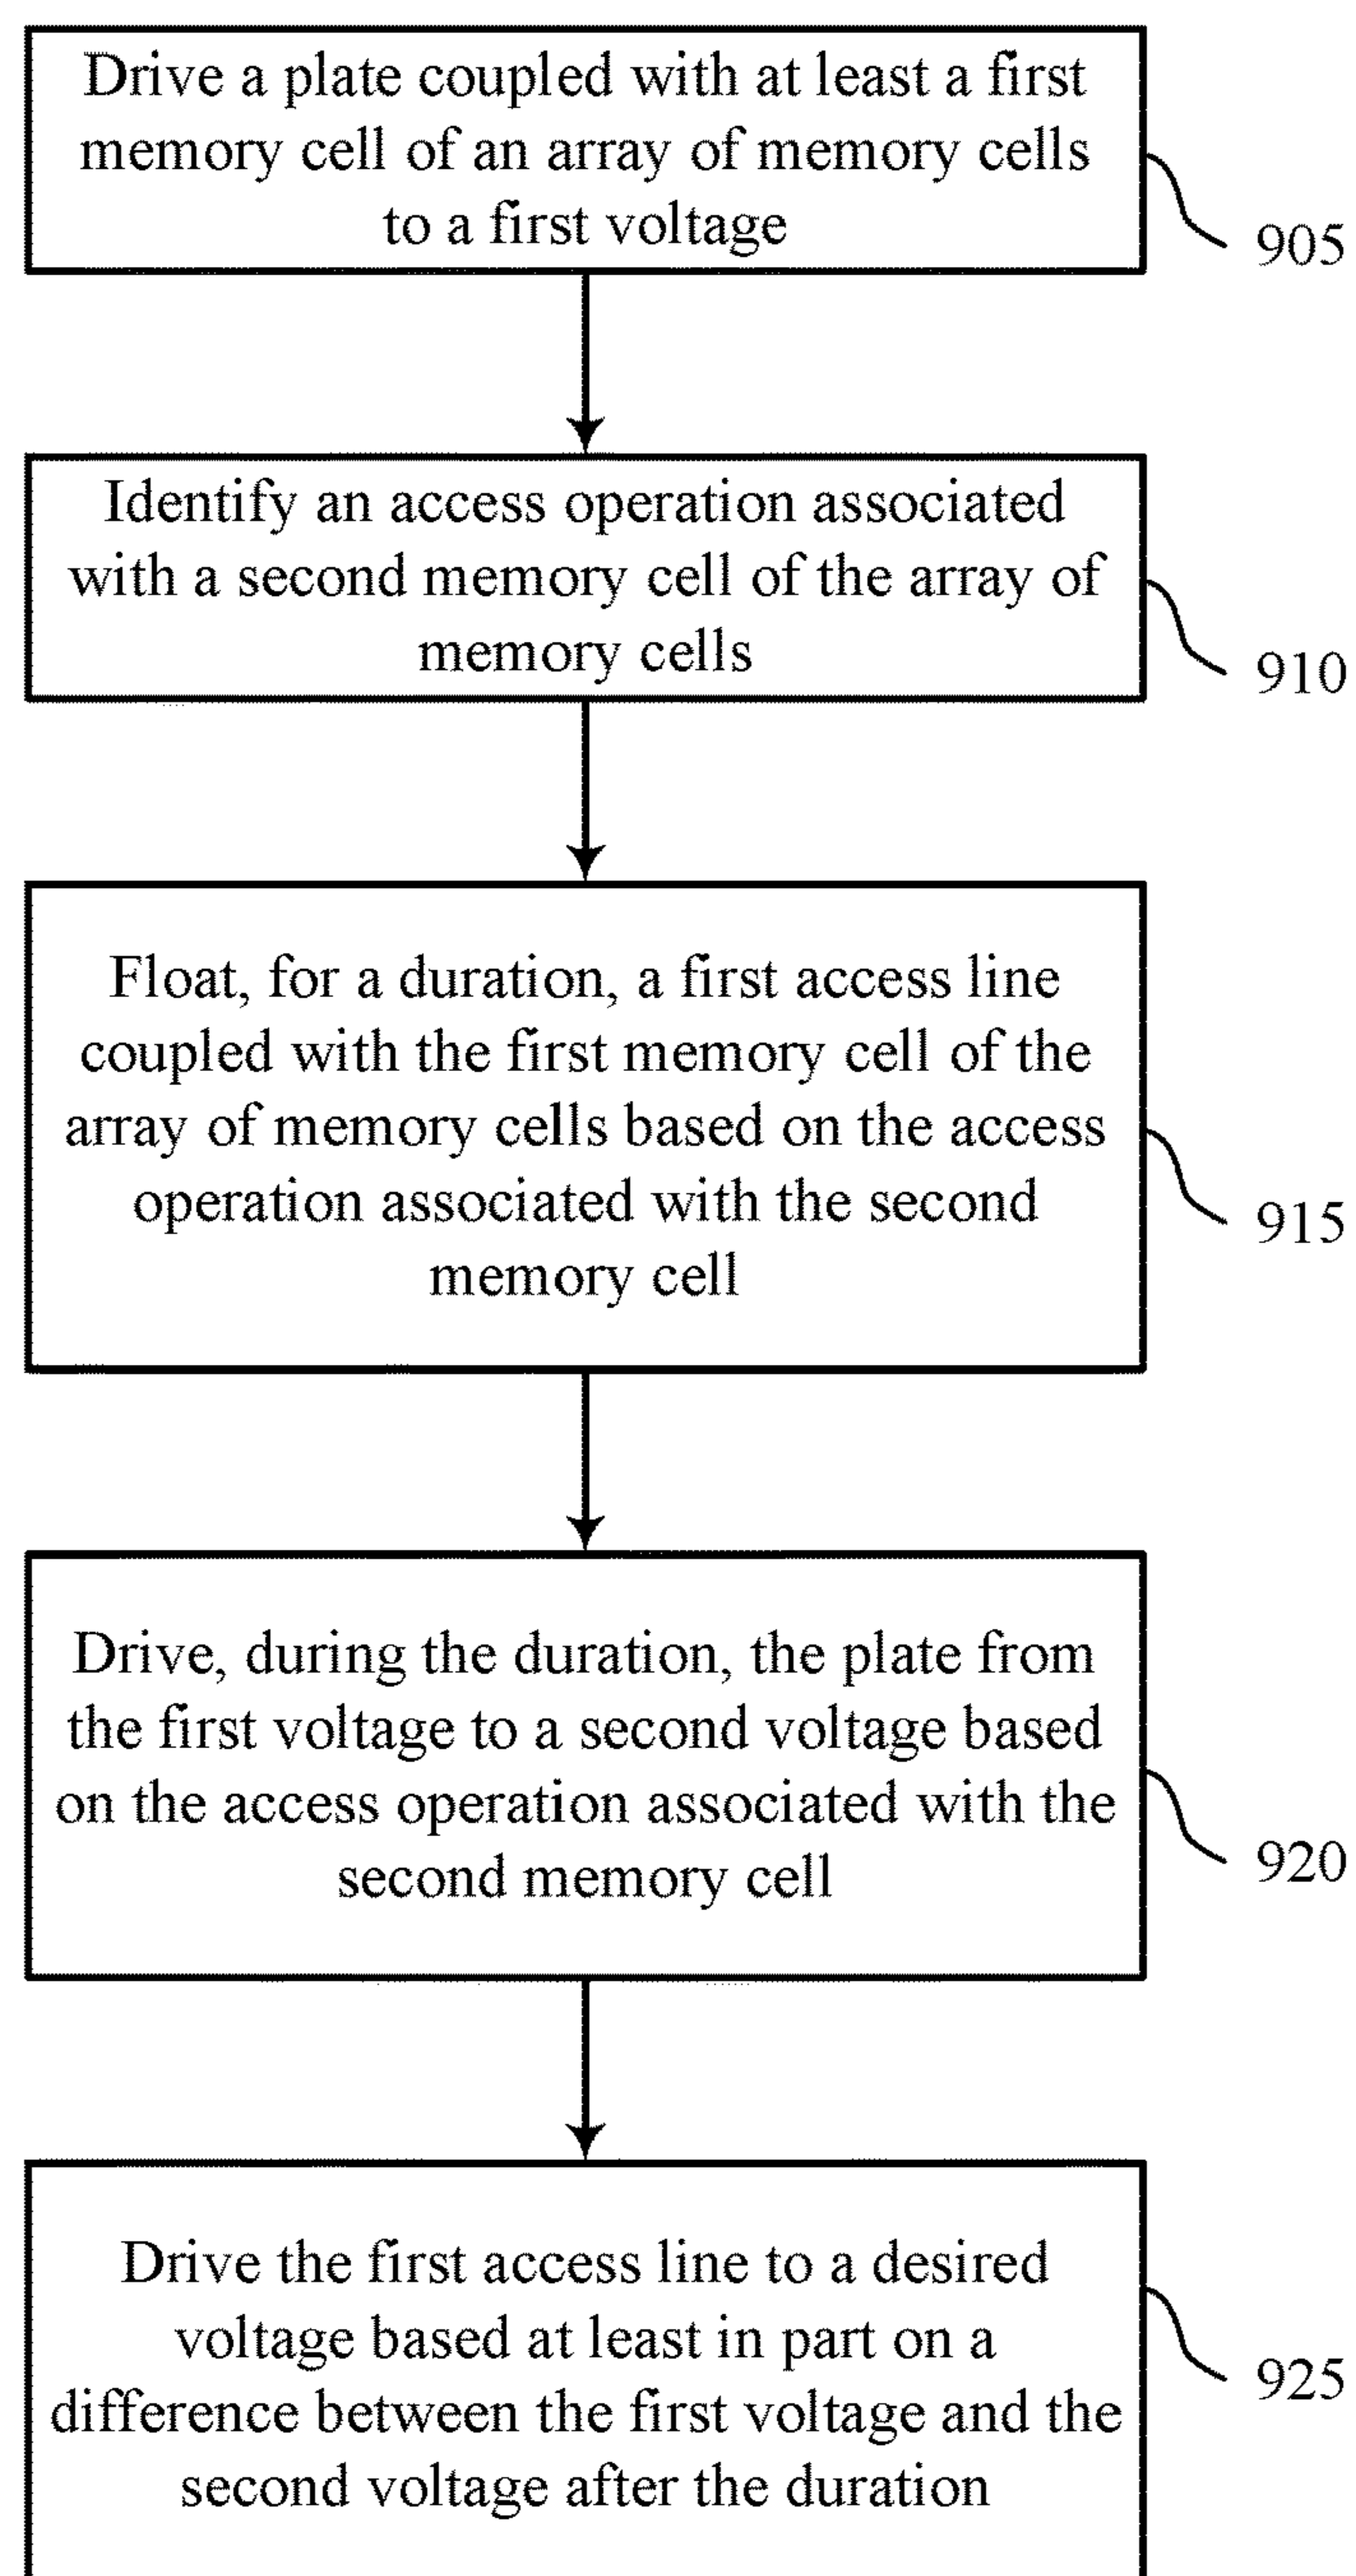 Drive a plate coupled with at least a first
memory cell of an array of memory cells
to a first voltage
905
Identify an access operation associated
with a second memory cell of the array of
memory cells
910
Float, for a duration, a first access line
coupled with the first memory cell of the
array of memory cells based on the access
operation associated with the second
memory cell
915
Drive, during the duration, the plate from
the first voltage to a second voltage based
on the access operation associated with the
second memory cell
920
Drive the first access line to a desired
voltage based at least in part on a
difference between the first voltage and the
second voltage after the duration
925